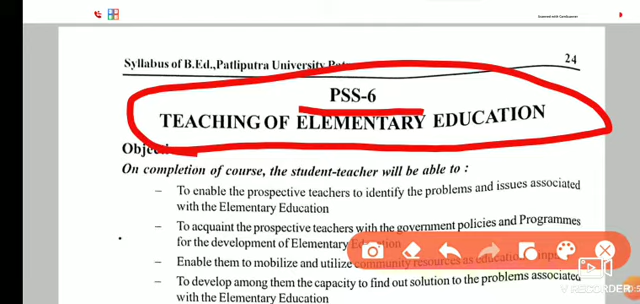 Scanned with CamScanner
Syllabus of B.Ed., Patliputra University
24
PSS-6
TEACHING OF ELEMENTARY EDUCATION
On completion of course, the student-teacher will be able to :
– To enable the prospective teachers to identify the problems and issues associated
with the Elementary Education
– To acquaint the prospective teachers with the government policies and Programmes
for the development of Elementary
– Enable them to mobilize and utilize community resources as
– To develop among them the capacity to find out solution to the problems associated
with the Elementary Education
V RECORDER